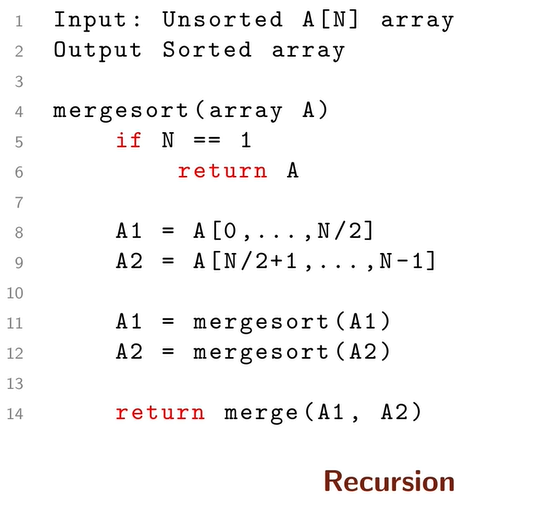 1 Input: Unsorted A[N] array
2 Output Sorted array
3
4 mergesort(array A)
5 if N == 1
6 return A
7
8 A1 = A[0,...,N/2]
9 A2 = A[N/2+1,...,N-1]
10
11 A1 = mergesort(A1)
12 A2 = mergesort(A2)
13
14 return merge(A1, A2)
Recursion